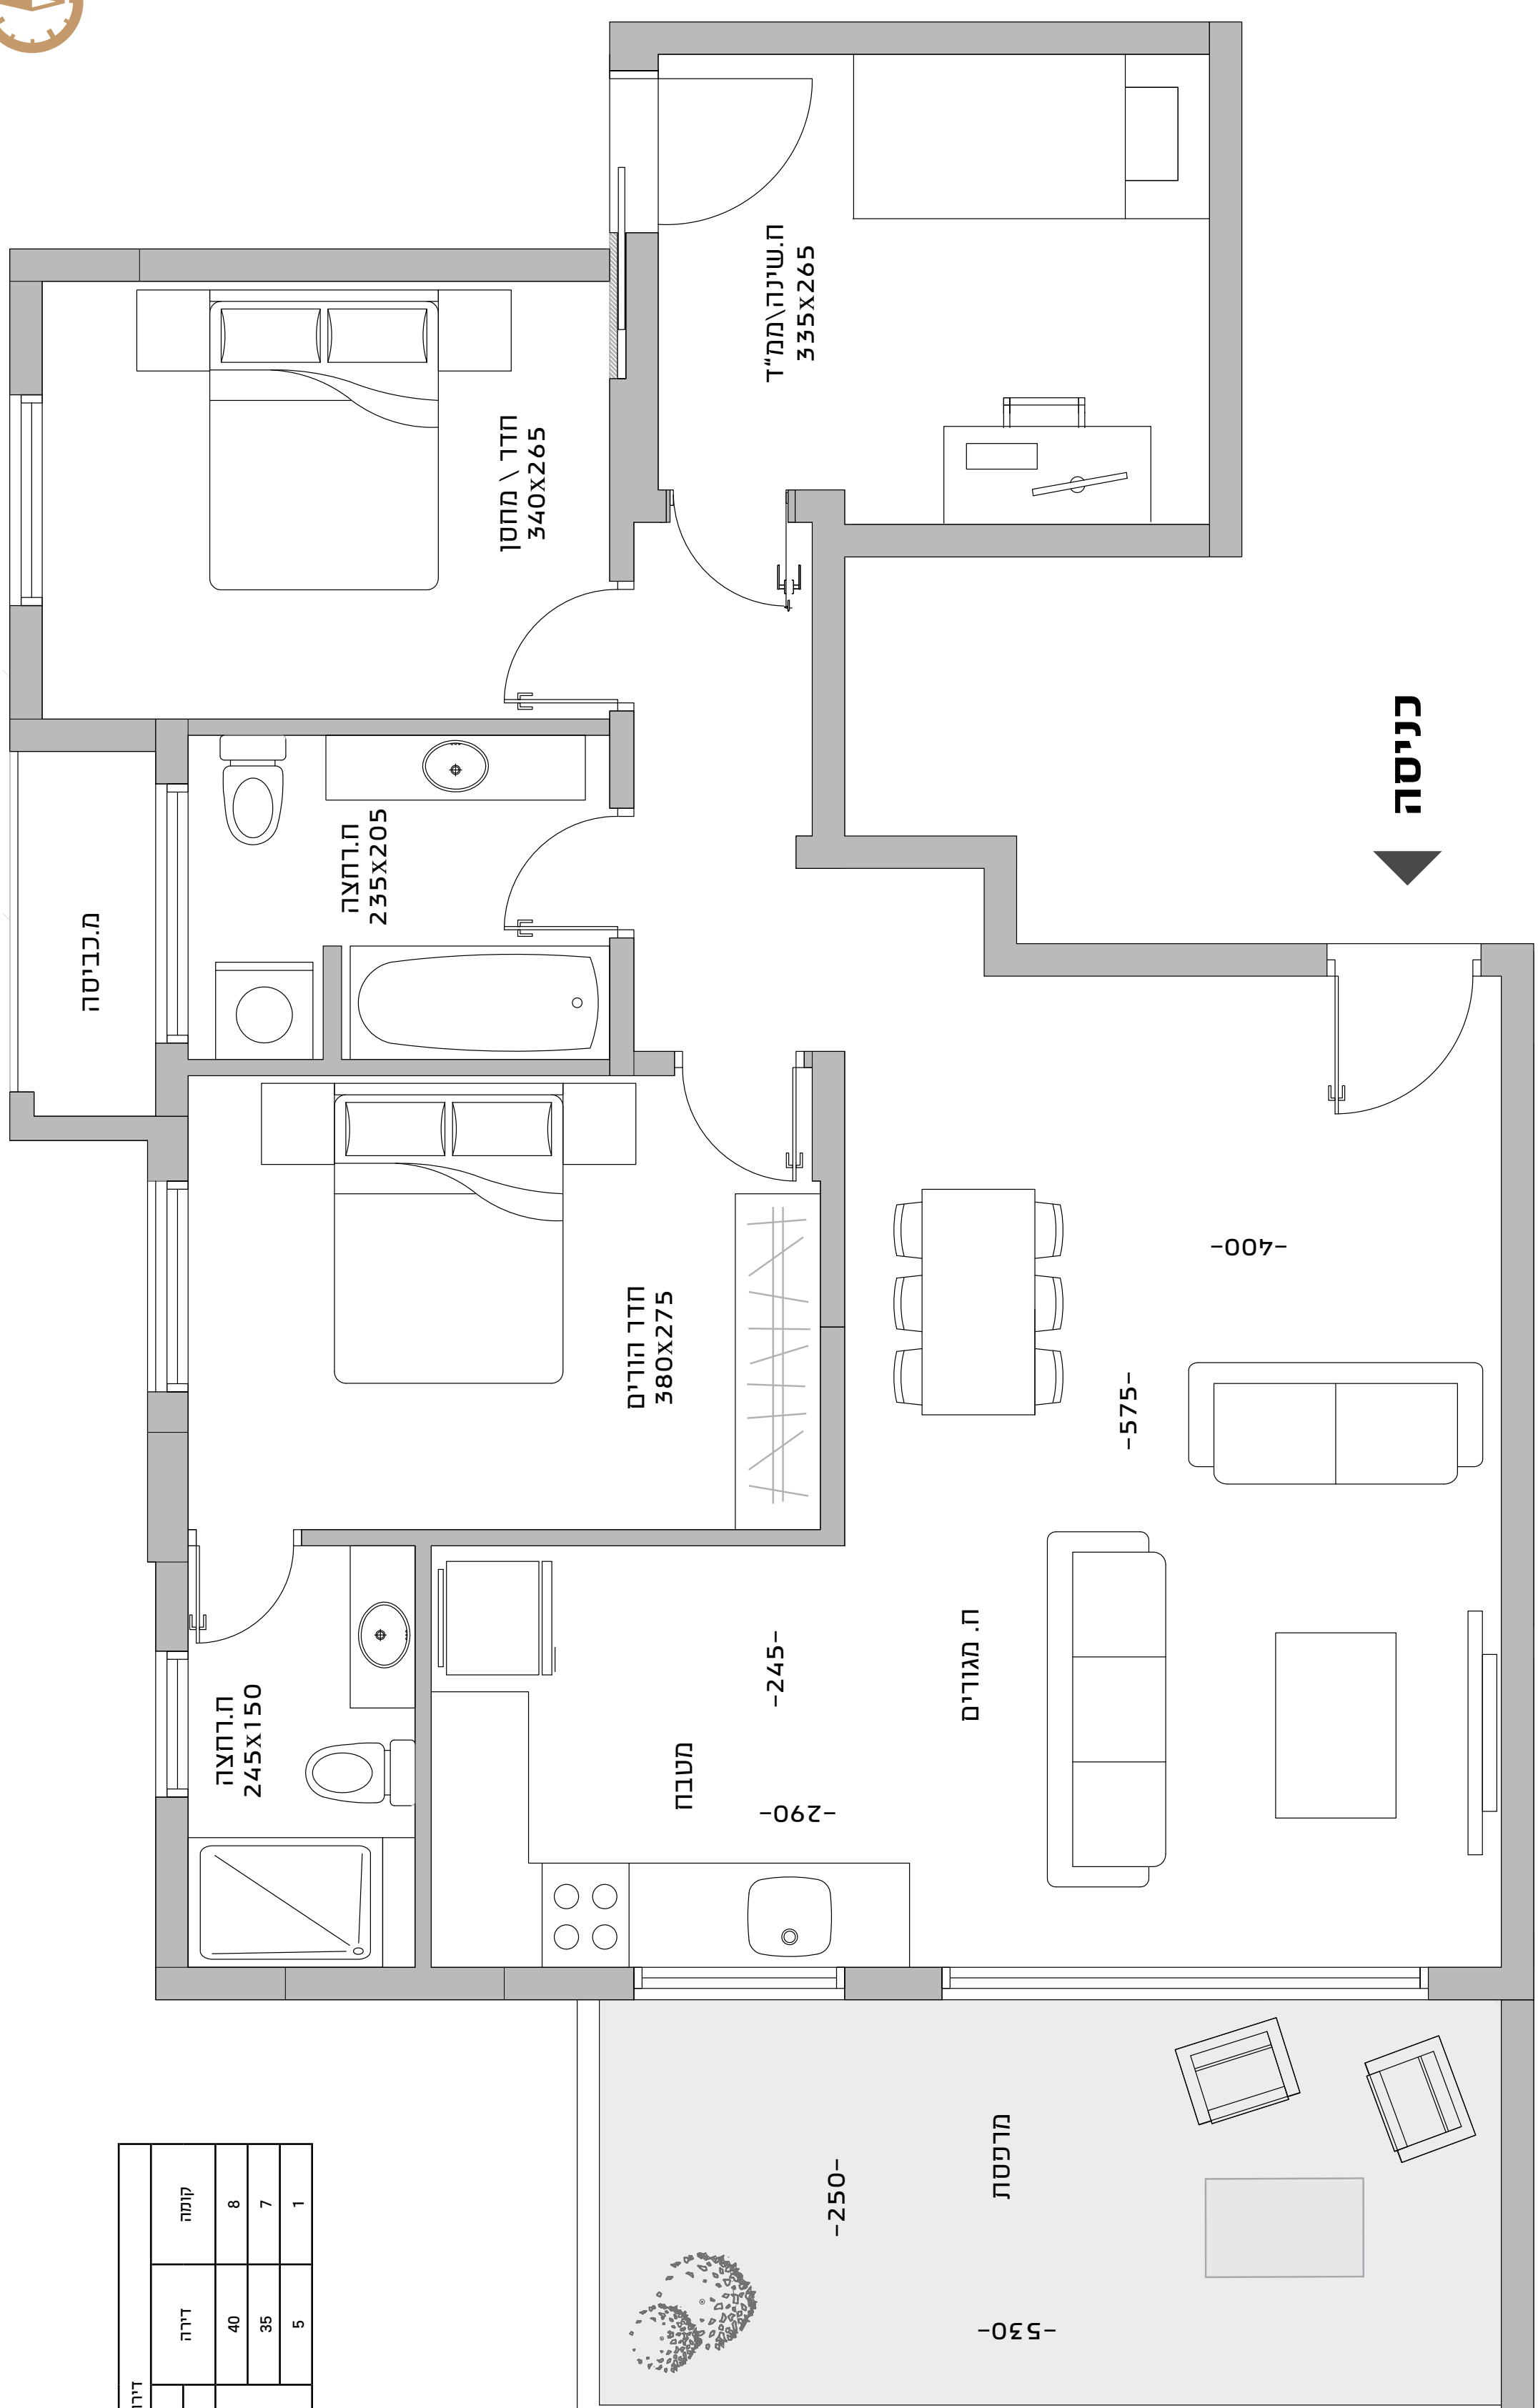 ח.שינה\ממ"ד
335x265
חדר \ מחסן
340x265
כניסה
ח.רחצה
235x205
מ.כביסה
חדר הורים
380x275
-400-
-575-
ח. מגורים
-245-
מטבח
-290-
ח.רחצה
245x150
מרפסת
-250-
-530-
קומה
דירה
8
40
7
35
1
5